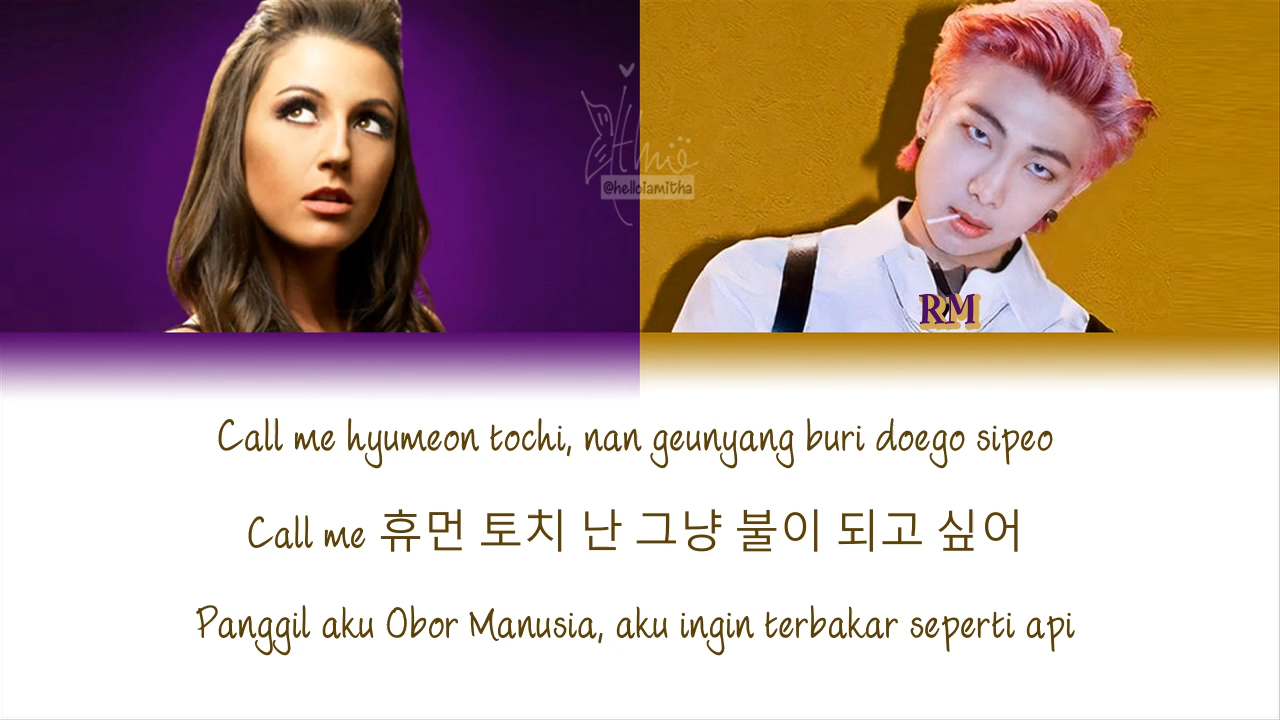 @helloiamitha
RM
Call me hyumeon tochi, nan geunyang buri doego sipeo
Call me 휴먼 토치 난 그냥 불이 되고 싶어
Panggil aku Obor Manusia, aku ingin terbakar seperti api